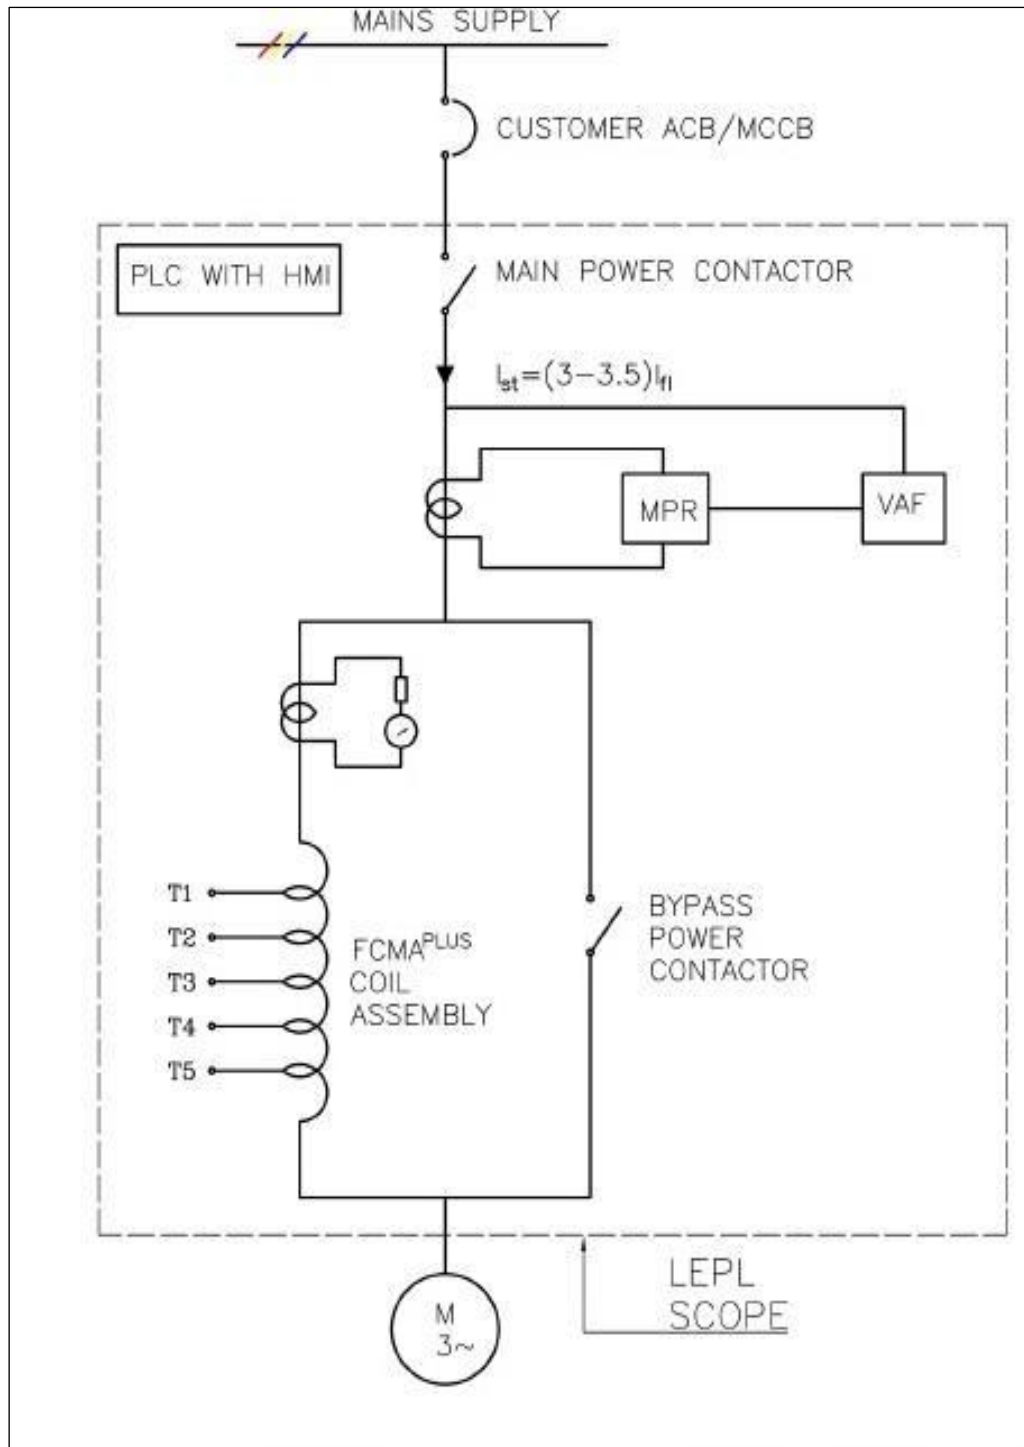 MAINS SUPPLY
CUSTOMER ACB/MCCB
PLC WITH HMI
MAIN POWER CONTACTOR
Ist=(3-3.5)Ifl
MPR
VAF
T1
T2
T3
T4
T5
FCMAPLUS
COIL
ASSEMBLY
BYPASS
POWER
CONTACTOR
LEPL
SCOPE
M
3~